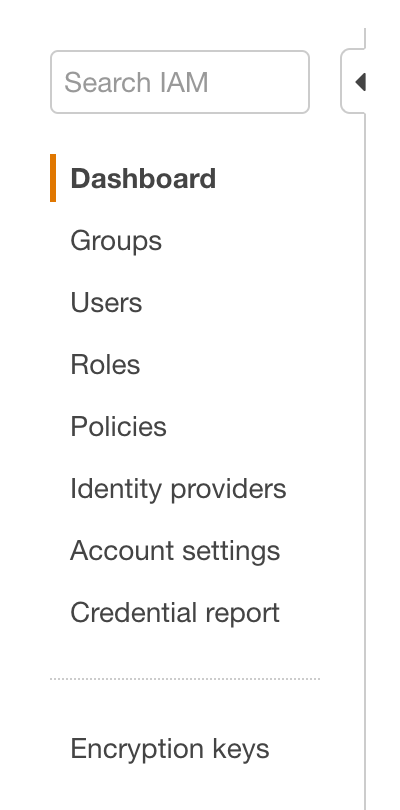 Search IAM
Dashboard
Groups
Users
Roles
Policies
Identity providers
Account settings
Credential report
Encryption keys